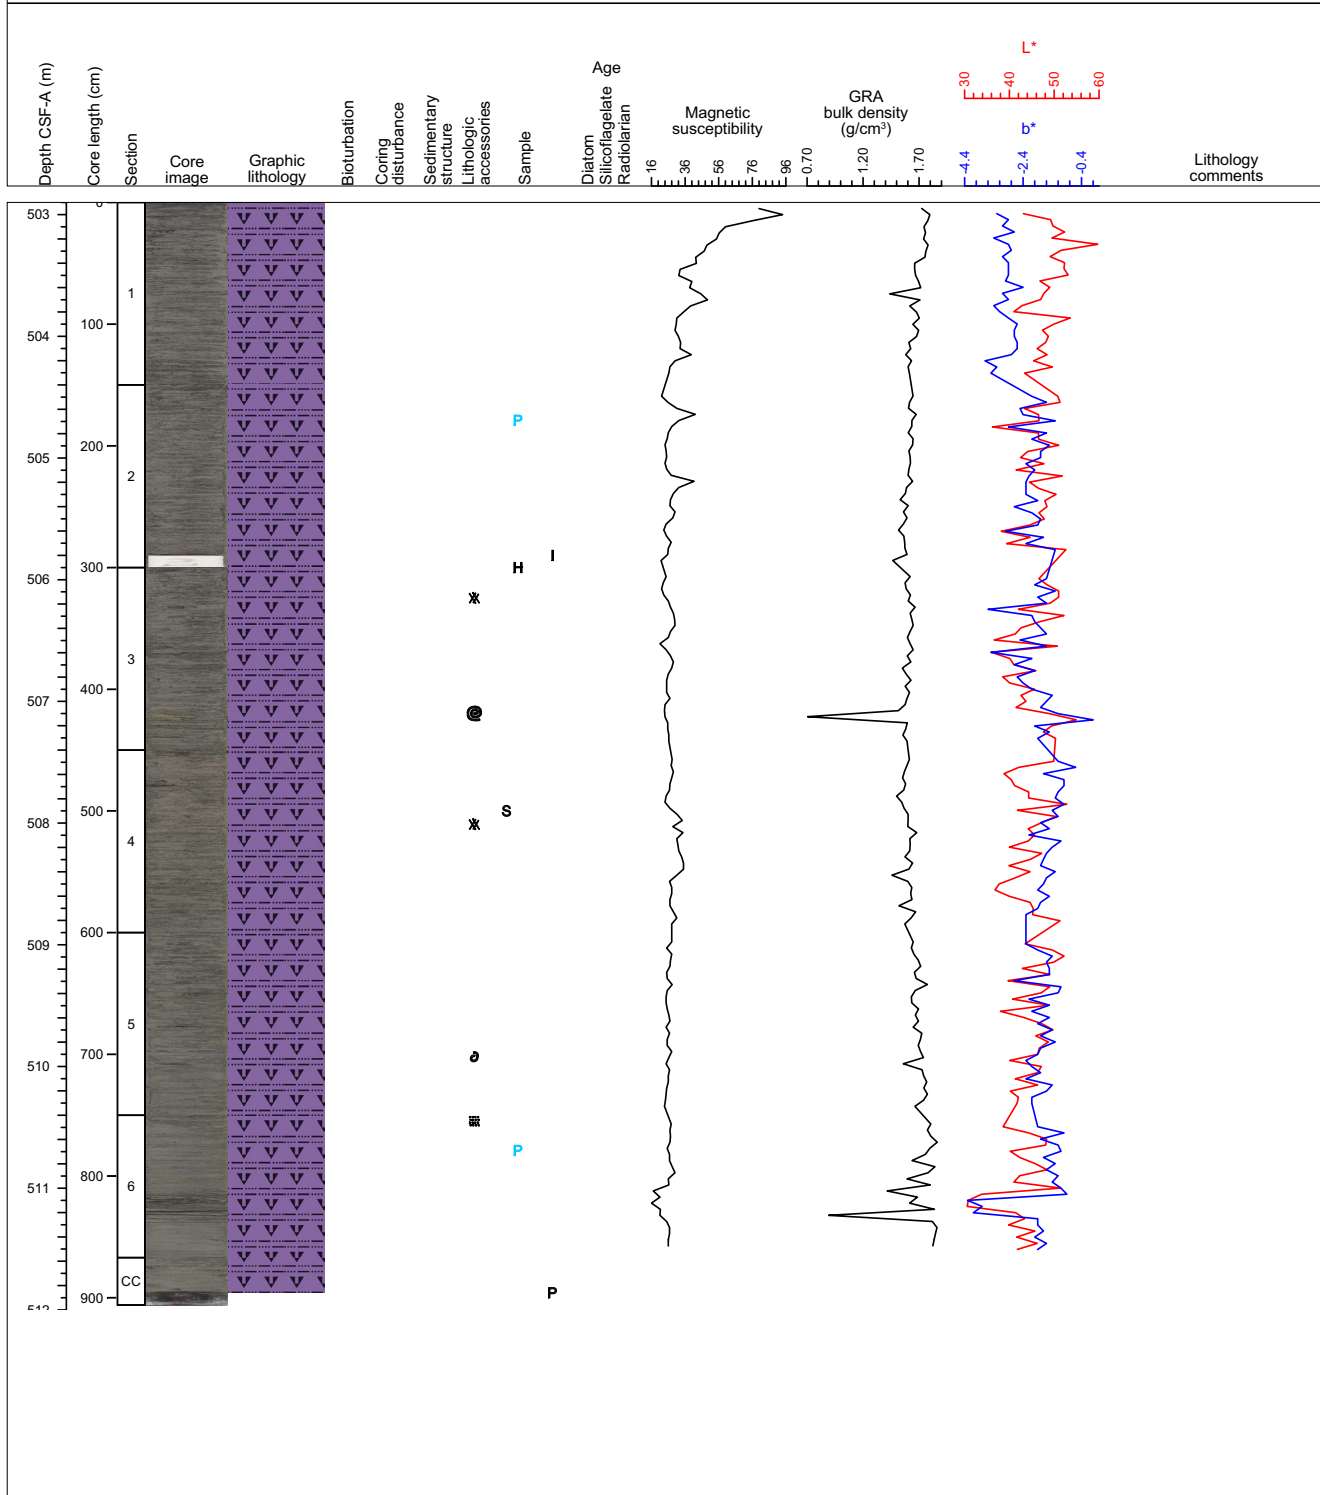 Depth CSF-A (m)
Core length (cm)
Section
Core
image
Graphic
lithology
Bioturbation
Coring
disturbance
Sedimentary
structure
Lithologic
accessories
Sample
Age
Diatom
Silicoflagellate
Radiolarian
Magnetic
susceptibility
16 36 56 76 96
GRA
bulk density
(g/cm³)
0.70 1.20 1.70
L*
30 40 50 60
b*
-4.4 -2.4 -0.4
Lithology
comments
503 0
1
100
504
P
200
505
2
I
300 H
506
3
400
507
@
S
500
508
4
600
509
5
700
510
P
800
6
511
CC
P
900
512